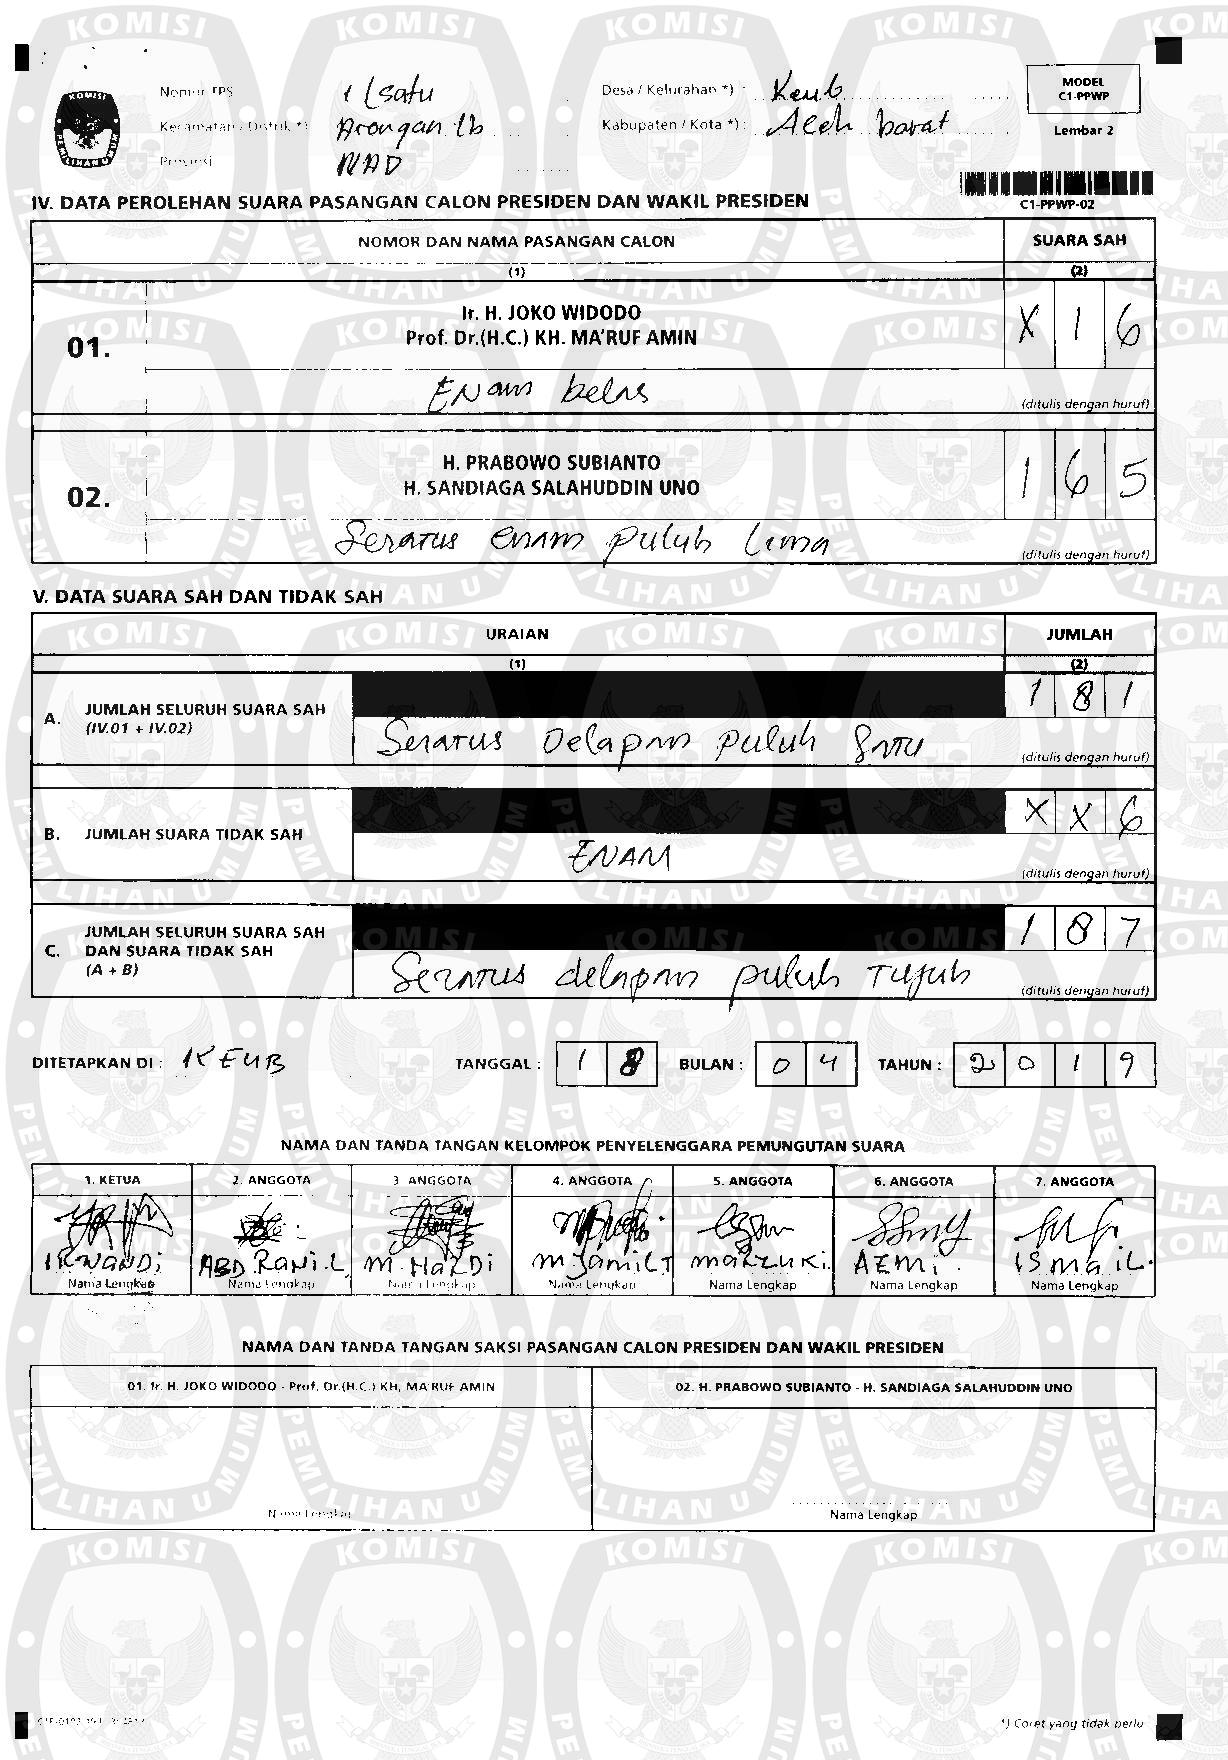 Nomor TPS 1 (satu Desa / Kelurahan *) : Keub
Kecamatan / Distrik *) Arongan lb Kabupaten / Kota *) : Aceh barat
Provinsi NAD
MODEL
C1-PPWP
Lembar 2
KOMISI
PEMILIHAN UMUM
IV. DATA PEROLEHAN SUARA PASANGAN CALON PRESIDEN DAN WAKIL PRESIDEN
C1-PPWP-02
NOMOR DAN NAMA PASANGAN CALON SUARA SAH
(1) (2)
01. Ir. H. JOKO WIDODO
Prof. Dr.(H.C.) KH. MA'RUF AMIN
X 1 6
ENam belas
(ditulis dengan huruf)
02. H. PRABOWO SUBIANTO
H. SANDIAGA SALAHUDDIN UNO
1 6 5
Seratus enam puluh Lima
(ditulis dengan huruf)
V. DATA SUARA SAH DAN TIDAK SAH
URAIAN JUMLAH
(1) (2)
A. JUMLAH SELURUH SUARA SAH
(IV.01 + IV.02)
1 8 1
Seratus Delapan puluh Satu
(ditulis dengan huruf)
B. JUMLAH SUARA TIDAK SAH
X X 6
ENAM
(ditulis dengan huruf)
C. JUMLAH SELURUH SUARA SAH
DAN SUARA TIDAK SAH
(A + B)
1 8 7
Seratus delapan puluh Tujuh
(ditulis dengan huruf)
DITETAPKAN DI : KEUB TANGGAL : 1 8 BULAN : 0 4 TAHUN : 2 0 1 9
NAMA DAN TANDA TANGAN KELOMPOK PENYELENGGARA PEMUNGUTAN SUARA
1. KETUA 2. ANGGOTA 3. ANGGOTA 4. ANGGOTA 5. ANGGOTA 6. ANGGOTA 7. ANGGOTA
IRWANDi ABD RANi.L M.HARDi M Jamil T marzuki AZMi. ISmaiL.
Nama Lengkap Nama Lengkap Nama Lengkap Nama Lengkap Nama Lengkap Nama Lengkap Nama Lengkap
NAMA DAN TANDA TANGAN SAKSI PASANGAN CALON PRESIDEN DAN WAKIL PRESIDEN
01. Ir. H. JOKO WIDODO - Prof. Dr.(H.C.) KH. MA'RUF AMIN 02. H. PRABOWO SUBIANTO - H. SANDIAGA SALAHUDDIN UNO
Nama Lengkap Nama Lengkap
*) Coret yang tidak perlu